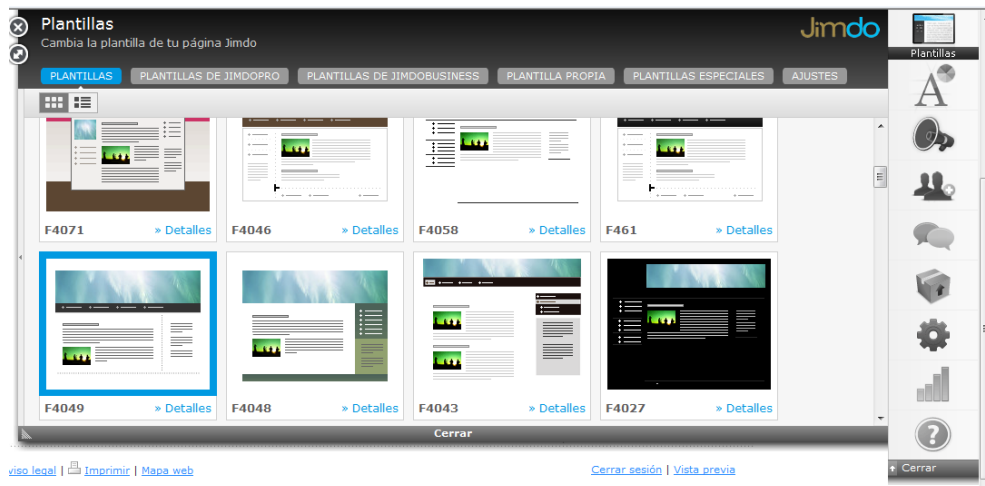 Plantillas
Cambia la plantilla de tu página Jimdo
Jimdo
PLANTILLAS PLANTILLAS DE JIMDOPRO PLANTILLAS DE JIMDOBUSINESS PLANTILLA PROPIA PLANTILLAS ESPECIALES AJUSTES
F4071 » Detalles F4046 » Detalles F4058 » Detalles F461 » Detalles
F4049 » Detalles F4048 » Detalles F4043 » Detalles F4027 » Detalles
Cerrar
Plantillas
Cerrar
viso legal | Imprimir | Mapa web
Cerrar sesión | Vista previa